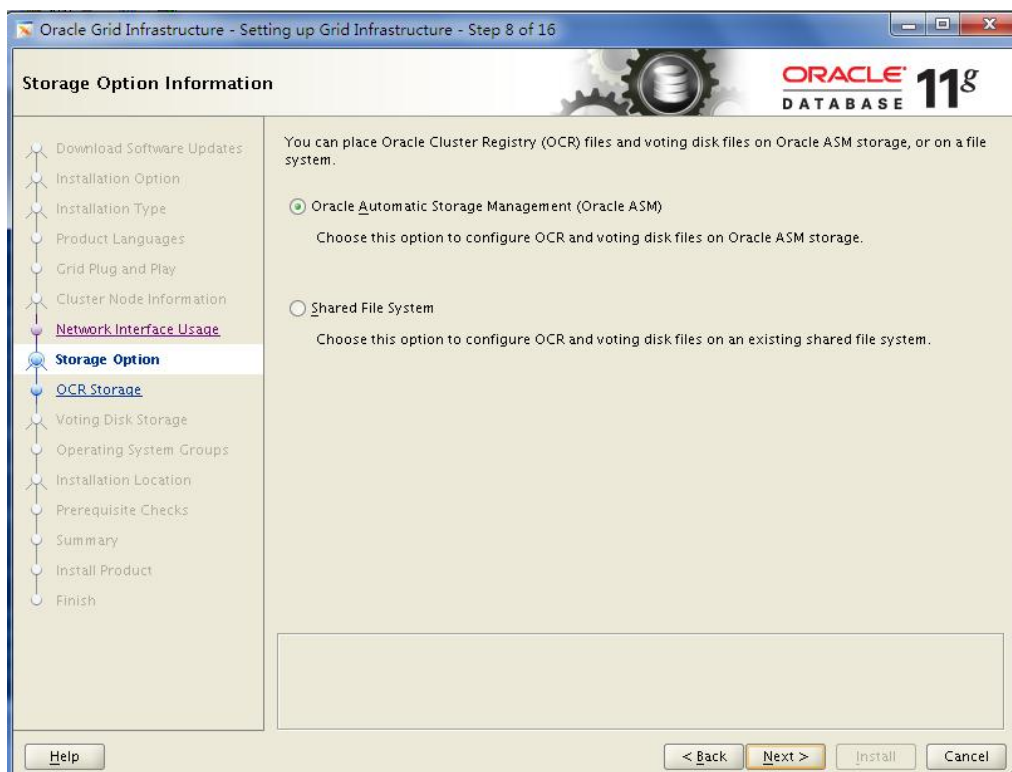 Oracle Grid Infrastructure - Setting up Grid Infrastructure - Step 8 of 16
Storage Option Information
ORACLE
DATABASE 11g
Download Software Updates
Installation Option
Installation Type
Product Languages
Grid Plug and Play
Cluster Node Information
Network Interface Usage
Storage Option
OCR Storage
Voting Disk Storage
Operating System Groups
Installation Location
Prerequisite Checks
Summary
Install Product
Finish
You can place Oracle Cluster Registry (OCR) files and voting disk files on Oracle ASM storage, or on a file
system.
Oracle Automatic Storage Management (Oracle ASM)
Choose this option to configure OCR and voting disk files on Oracle ASM storage.
Shared File System
Choose this option to configure OCR and voting disk files on an existing shared file system.
Help
< Back
Next >
Install
Cancel